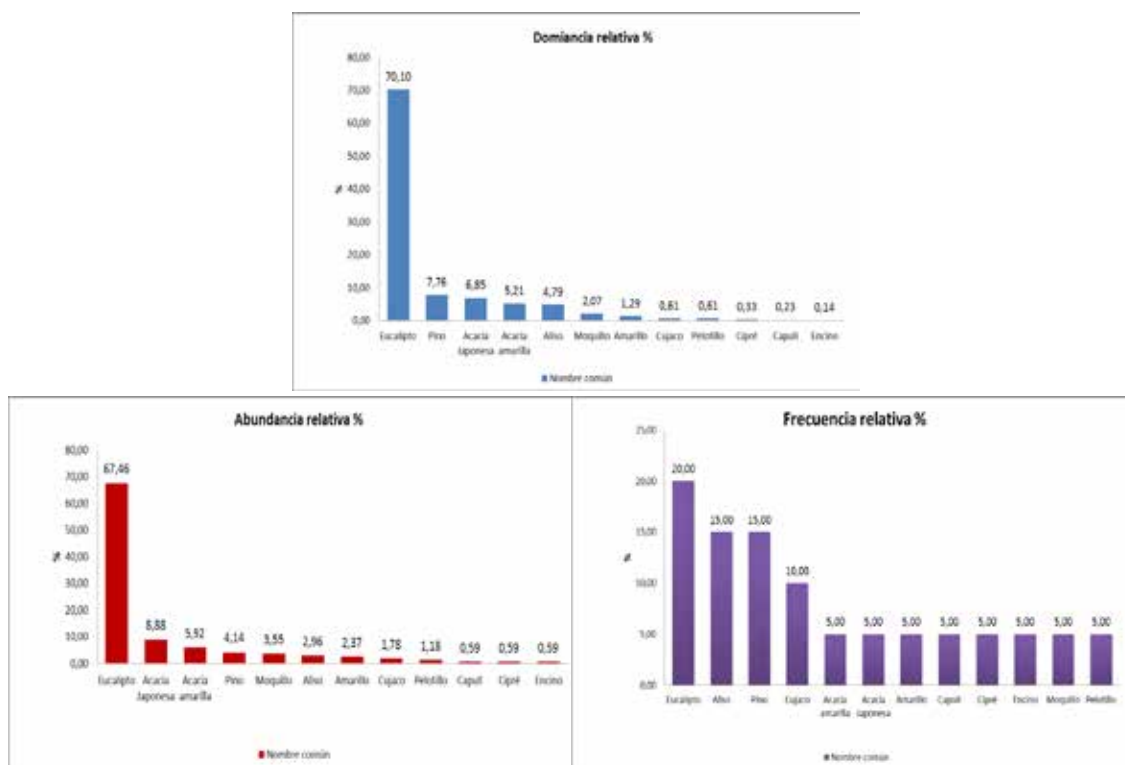 Domiancia relativa %
80,00
70,10
70,00
60,00
50,00
% 40,00
30,00
20,00
10,00
7,76 6,85 5,21 4,79 2,07 1,29 0,61 0,61 0,33 0,23 0,14
0,00
Eucalipto Pino Acacia Japonesa Acacia amarilla Aliso Moquillo Amarillo Cujaco Pelotillo Cipré Capulí Encino
Nombre común
Abundancia relativa %
80,00
67,46
70,00
60,00
50,00
% 40,00
30,00
20,00
10,00
8,88 5,92 4,14 3,55 2,96 2,37 1,78 1,18 0,59 0,59 0,59
0,00
Eucalipto Acacia Japonesa Acacia amarilla Pino Moquillo Aliso Amarillo Cujaco Pelotillo Capulí Cipré Encino
Nombre común
Frecuencia relativa %
25,00
20,00
20,00
15,00 15,00
15,00
%
10,00
10,00
5,00 5,00 5,00 5,00 5,00 5,00 5,00 5,00
5,00
0,00
Eucalipto Aliso Pino Cujaco Acacia amarilla Acacia Japonesa Amarillo Capulí Cipré Encino Moquillo Pelotillo
Nombre común